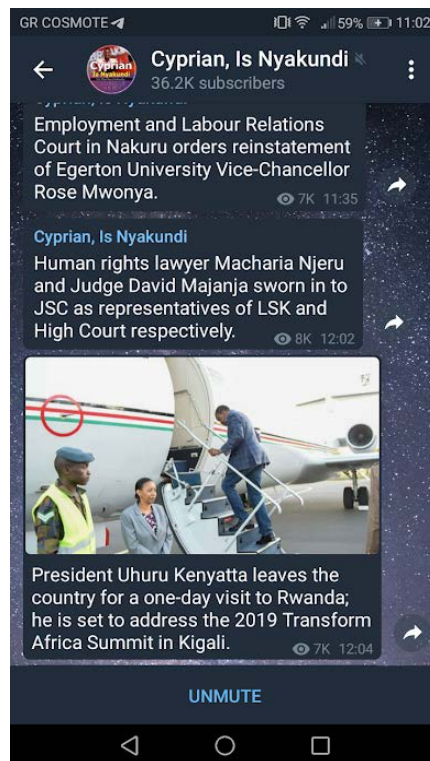 GR COSMOTE
59% 11:02
Cyprian, Is Nyakundi
36.2K subscribers
Cyprian
Is Nyakundi
Employment and Labour Relations
Court in Nakuru orders reinstatement
of Egerton University Vice-Chancellor
Rose Mwonya.
7K 11:35
Cyprian, Is Nyakundi
Human rights lawyer Macharia Njeru
and Judge David Majanja sworn in to
JSC as representatives of LSK and
High Court respectively.
8K 12:02
President Uhuru Kenyatta leaves the
country for a one-day visit to Rwanda;
he is set to address the 2019 Transform
Africa Summit in Kigali.
7K 12:04
UNMUTE